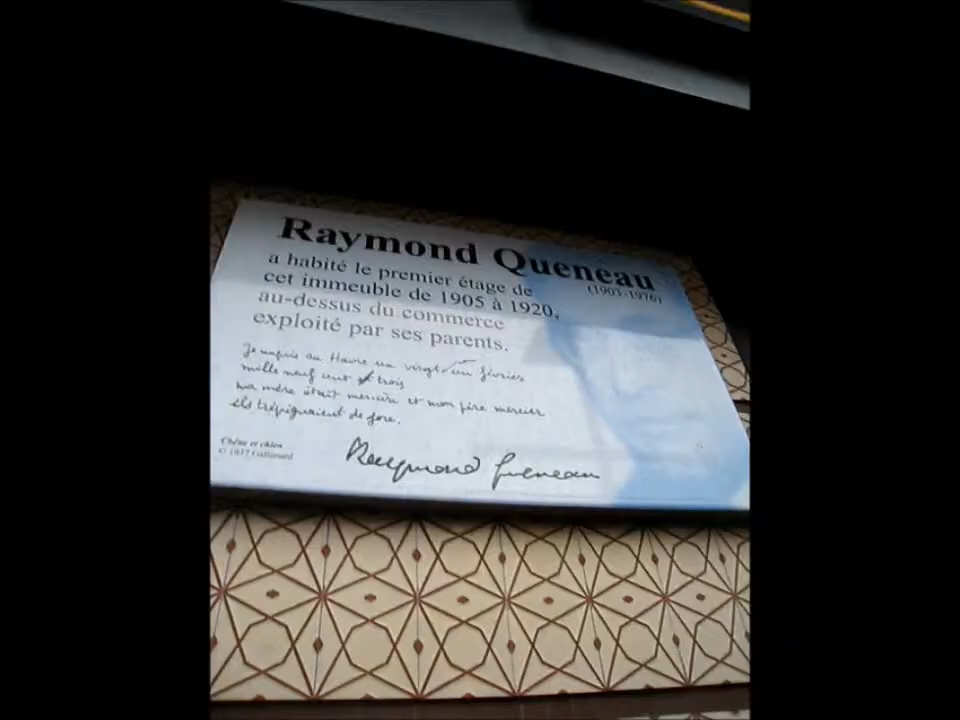 Raymond Queneau
(1903-1976)
a habité le premier étage de
cet immeuble de 1905 à 1920,
au-dessus du commerce
exploité par ses parents.
Je naquis au Havre un vingt et un février
mille neuf cent et trois
ma mère était mercière et mon père mercier
ils trépignaient de joie.
Chêne et chien
© 1937 Gallimard
Raymond Queneau